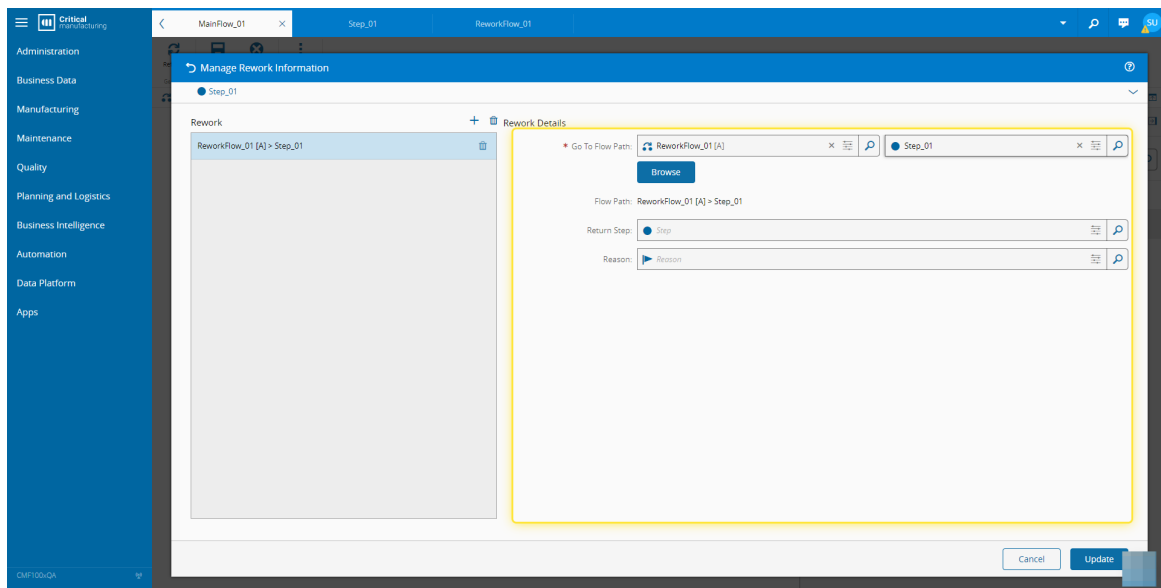 Critical
manufacturing
MainFlow_01
Step_01
ReworkFlow_01
SU
Administration
Business Data
Manufacturing
Maintenance
Quality
Planning and Logistics
Business Intelligence
Automation
Data Platform
Apps
CMF100xQA
Manage Rework Information
Step_01
Rework
ReworkFlow_01 [A] > Step_01
Rework Details
* Go To Flow Path: ReworkFlow_01 [A] Step_01
Browse
Flow Path: ReworkFlow_01 [A] > Step_01
Return Step: Step
Reason: Reason
Cancel Update